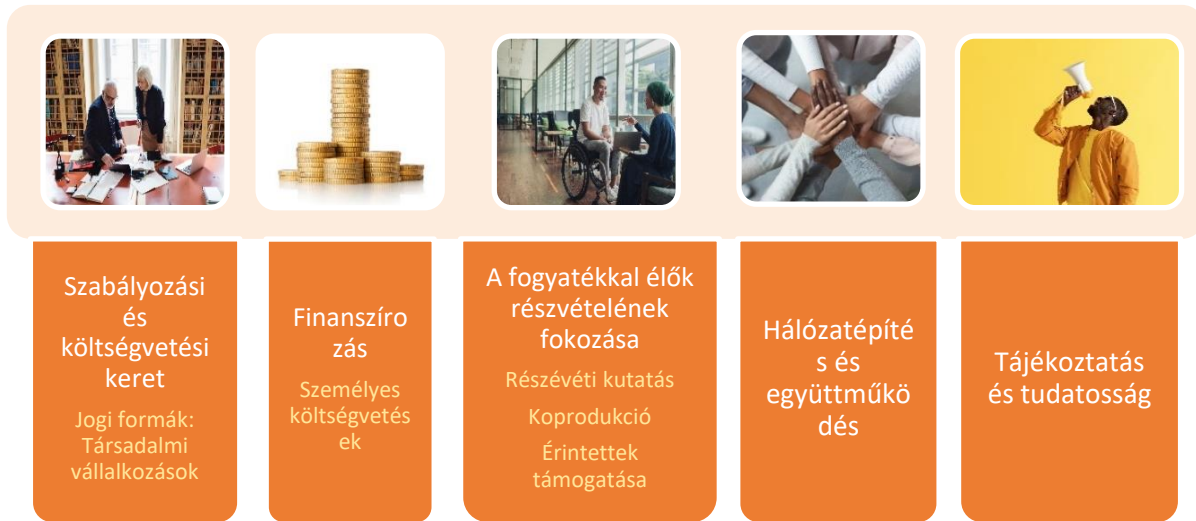 Szabályozási
és
költségvetési
keret
Jogi formák:
Társadalmi
vállalkozások
Finanszíro
zás
Személyes
költségvetés
ek
A fogyatékkal élők
részvételének
fokozása
Részévéti kutatás
Koprodukció
Érintettek
támogatása
Hálózatépíté
s és
együttműkö
dés
Tájékoztatás
és tudatosság